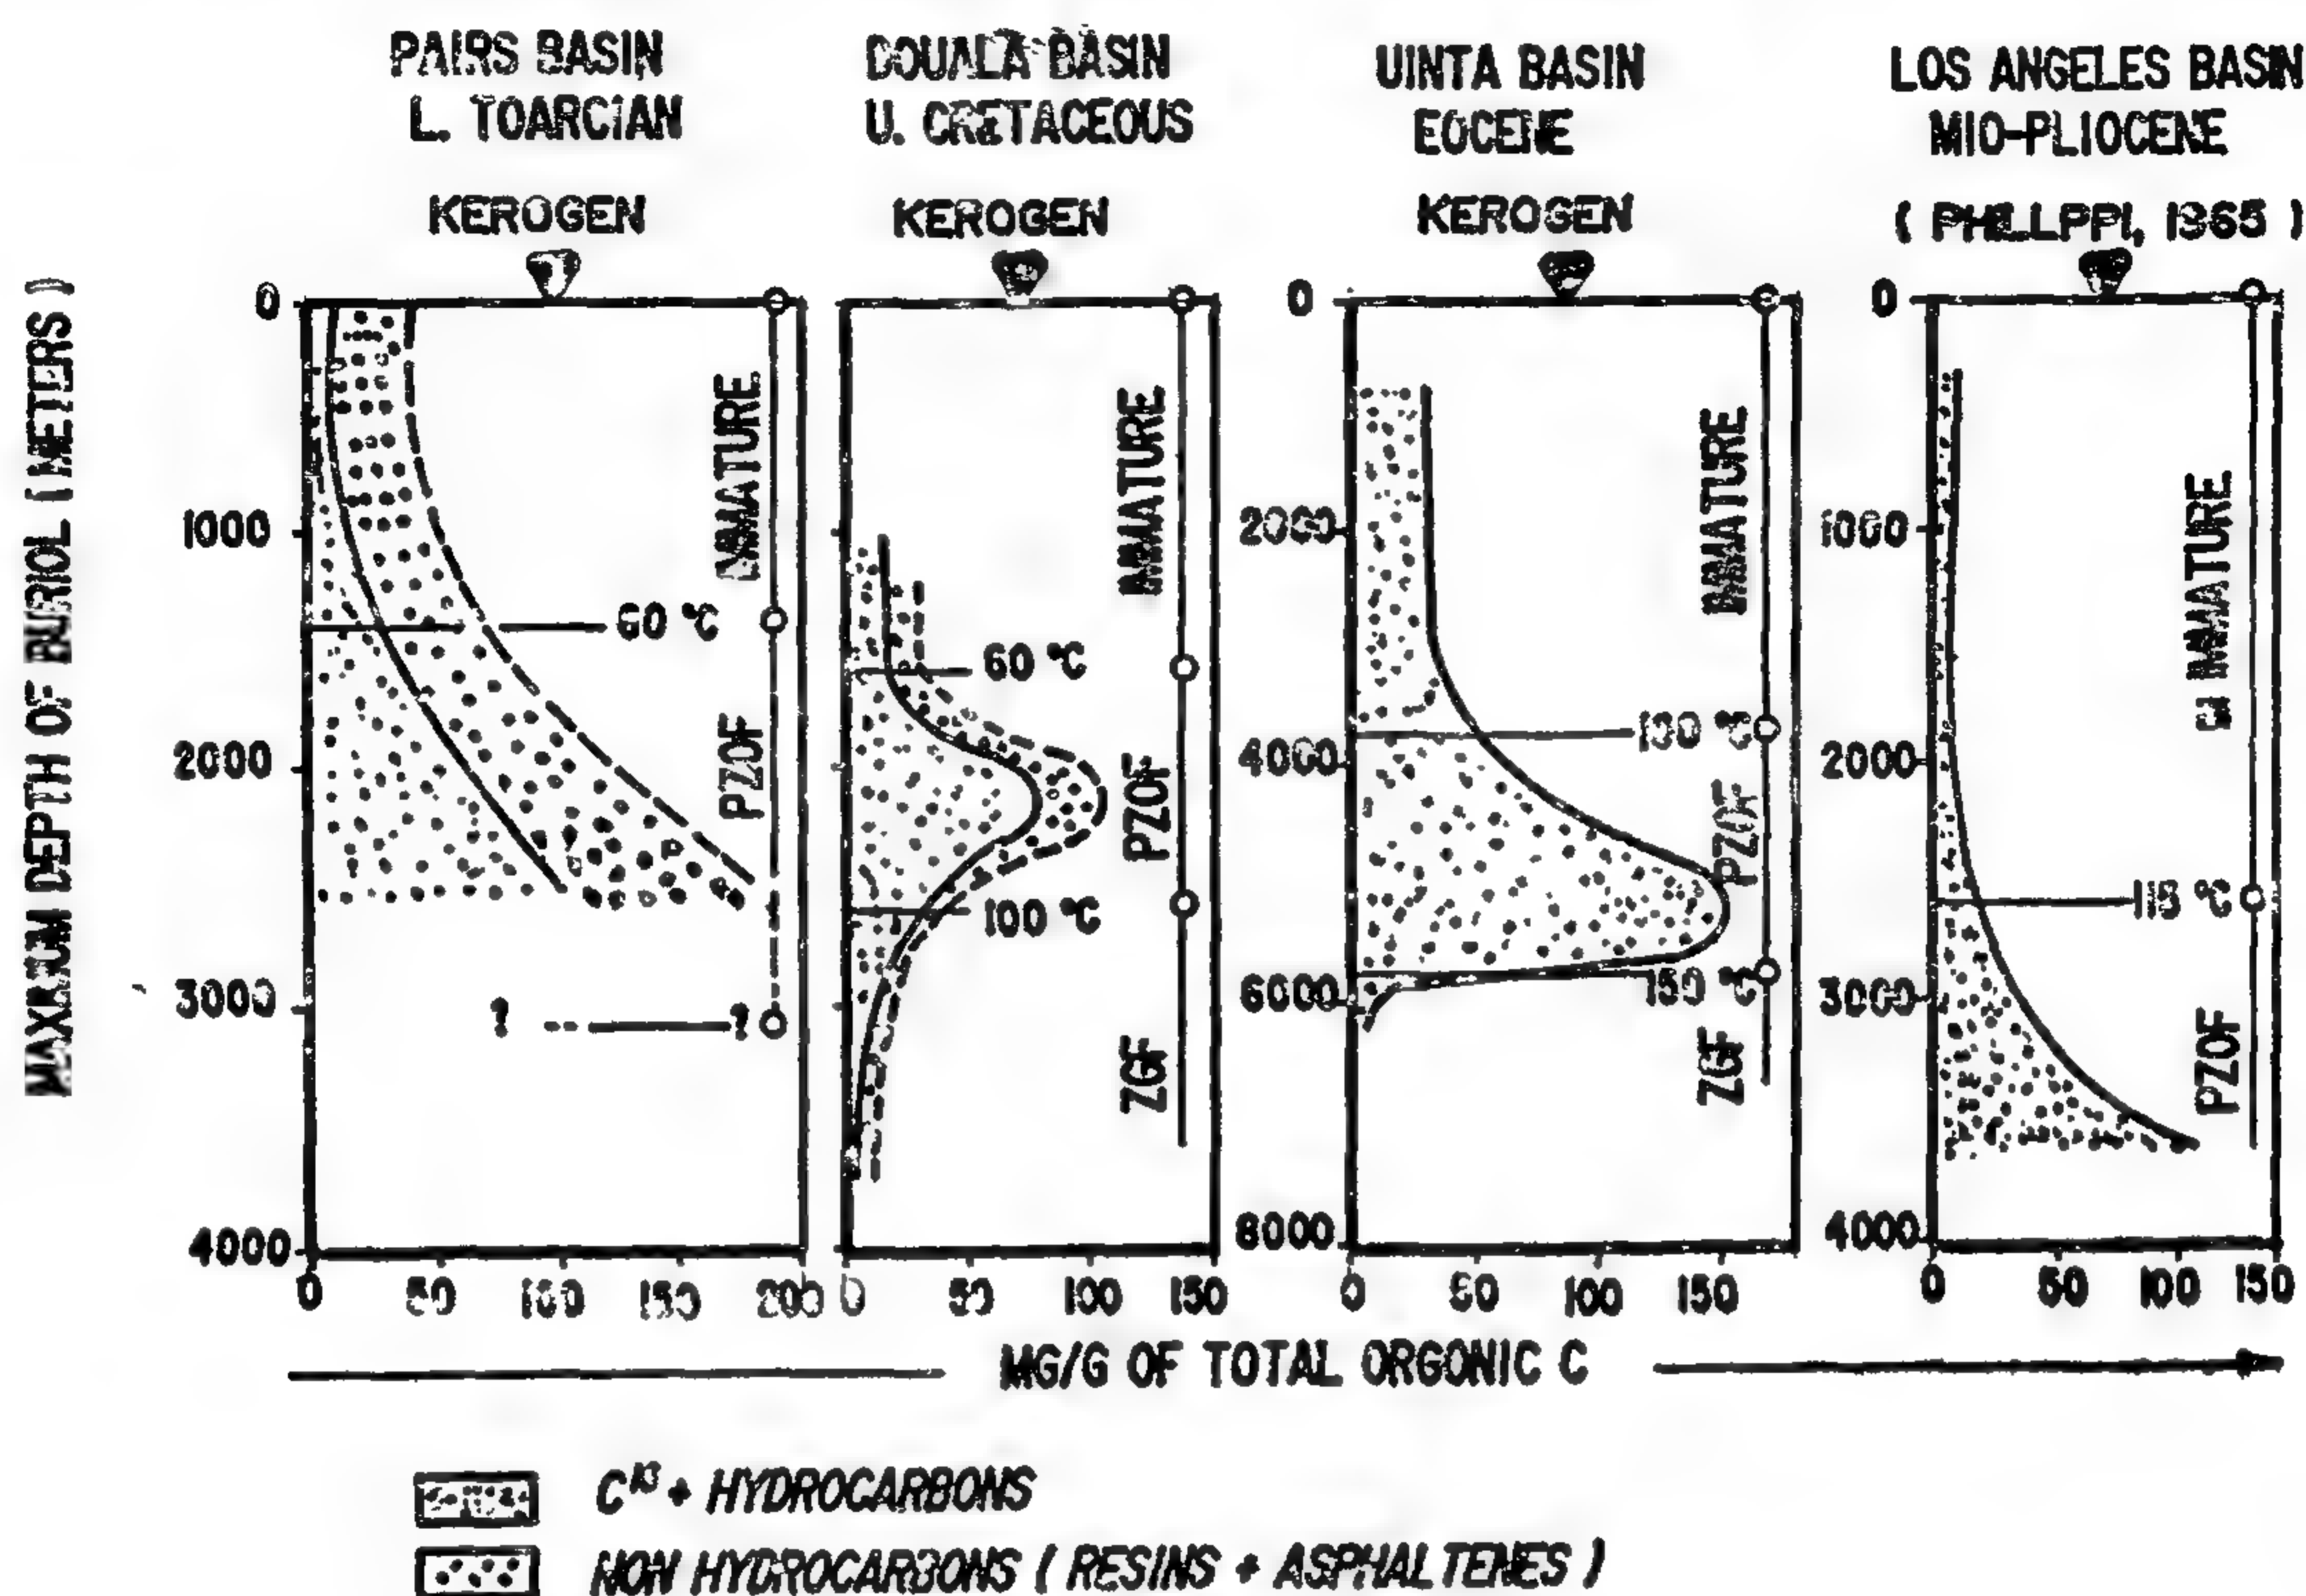 PAIRS BASIN
L. TOARCIAN
KEROGEN
DOUALA BASIN
U. CRETACEOUS
KEROGEN
UINTA BASIN
EOCENE
KEROGEN
LOS ANGELES BASIN
MIO-PLIOCENE
( PHILLPPI, 1965 )
DEPTH OF (METERS)
0
1000
2000
3000
4000
60 °C
? ?
IMMATURE
PZOF
0 50 100 150 200
60 °C
100 °C
IMMATURE
PZOF
ZGF
0 50 100 150
0
2000
4000
6000
8000
IMMATURE
PZOF
ZGF
0 50 100 150
0
1000
2000
3000
4000
115 °C
IMMATURE
PZOF
0 50 100 150
MG/G OF TOTAL ORGONIC C
+ HYDROCARBONS
NON HYDROCARBONS ( RESINS + ASPHALTENES )